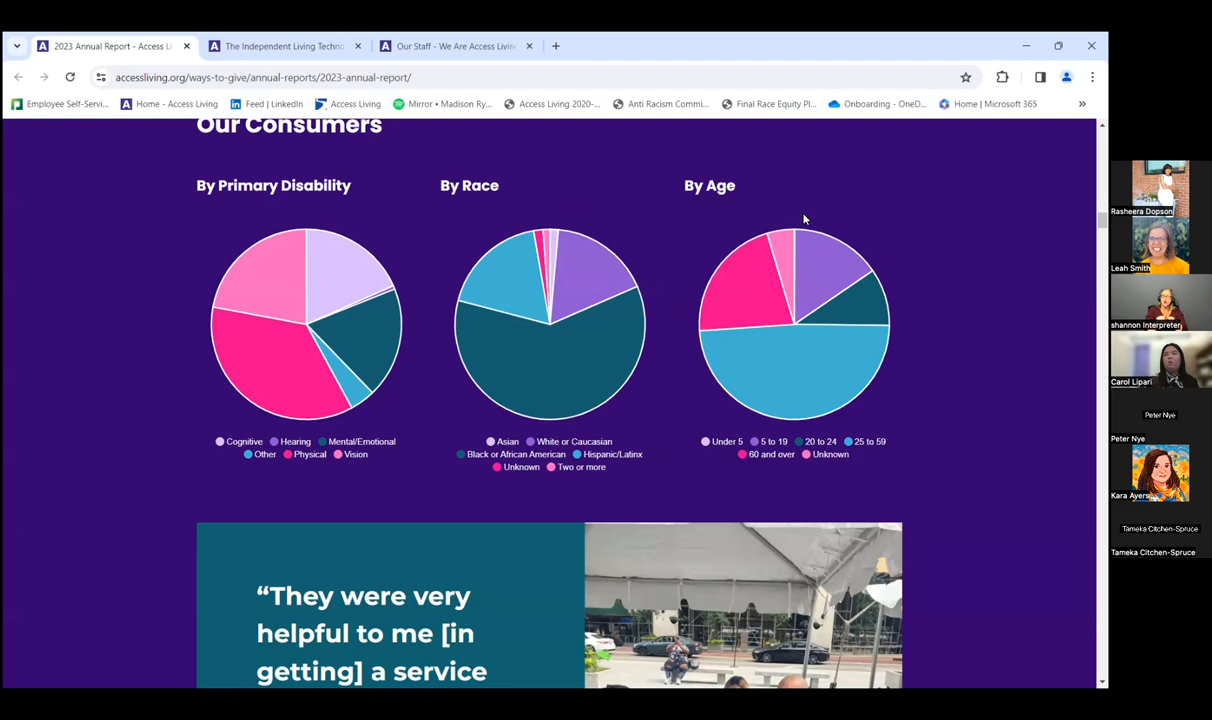 2023 Annual Report - Access Li
The Independent Living Techno
Our Staff - We Are Access Living
accessliving.org/ways-to-give/annual-reports/2023-annual-report/
Employee Self-Servi...
Home - Access Living
Feed | LinkedIn
Access Living
Mirror • Madison Ry...
Access Living 2020-...
Anti Racism Commi...
Final Race Equity Pl...
Onboarding - OneD...
Home | Microsoft 365
Our Consumers
By Primary Disability
By Race
By Age
Cognitive Hearing Mental/Emotional
Other Physical Vision
Asian White or Caucasian
Black or African American Hispanic/Latinx
Unknown Two or more
Under 5 5 to 19 20 to 24 25 to 59
60 and over Unknown
“They were very
helpful to me [in
getting] a service
Rasheera Dopson
Leah Smith
shannon Interpreter
Carol Lipari
Peter Nye
Peter Nye
Kara Ayers
Tameka Citchen-Spruce
Tameka Citchen-Spruce